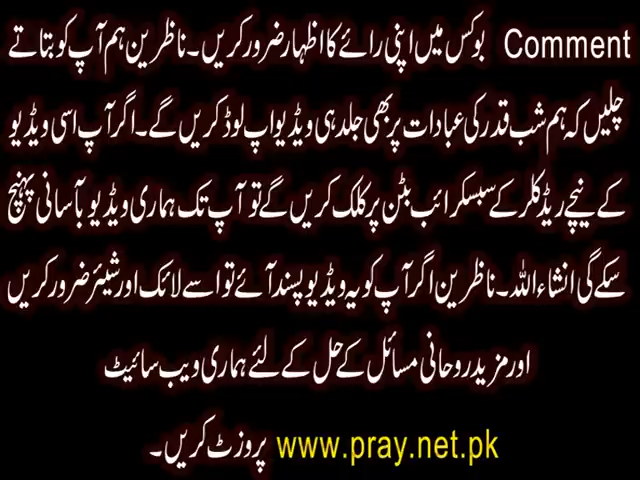 Comment بوکس میں اپنی رائے کا اظہار ضرور کریں۔ ناظرین ہم آپ کو بتاتے
چلیں کہ ہم شب قدر کی عبادات پر بھی جلد ہی ویڈیو اپ لوڈ کریں گے۔ اگر آپ اسی ویڈیو
کے نیچے ریڈ کلر کے سبسکرائب بٹن پر کلک کریں گے تو آپ تک ہماری ویڈیو بآسانی پہنچ
سکے گی انشاء اللہ۔ ناظرین اگر آپ کو یہ ویڈیو پسند آئے تو اسے لائک اور شیئر ضرور کریں
اور مزید روحانی مسائل کے حل کے لئے ہماری ویب سائیٹ
www.pray.net.pk پر وزٹ کریں۔